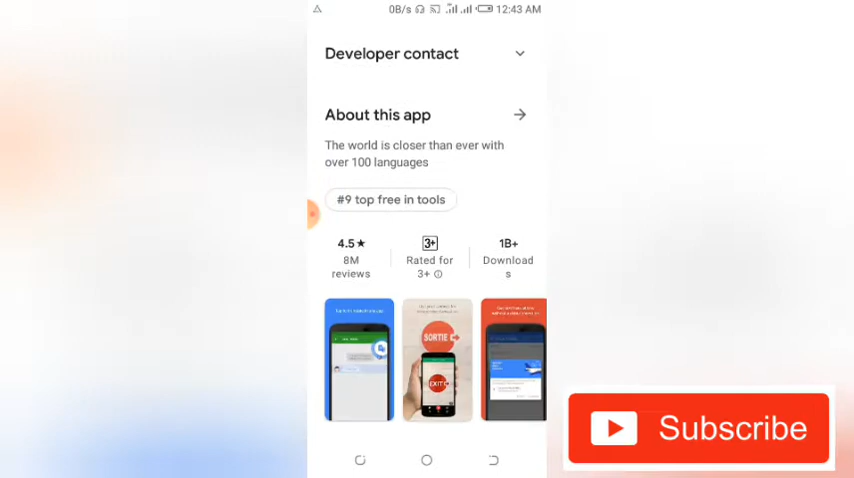 0B/s 12:43 AM
Developer contact
About this app
The world is closer than ever with
over 100 languages
#9 top free in tools
4.5★
8M
reviews
3+
Rated for
3+
1B+
Download
s
SORTIE
EXIT
Subscribe